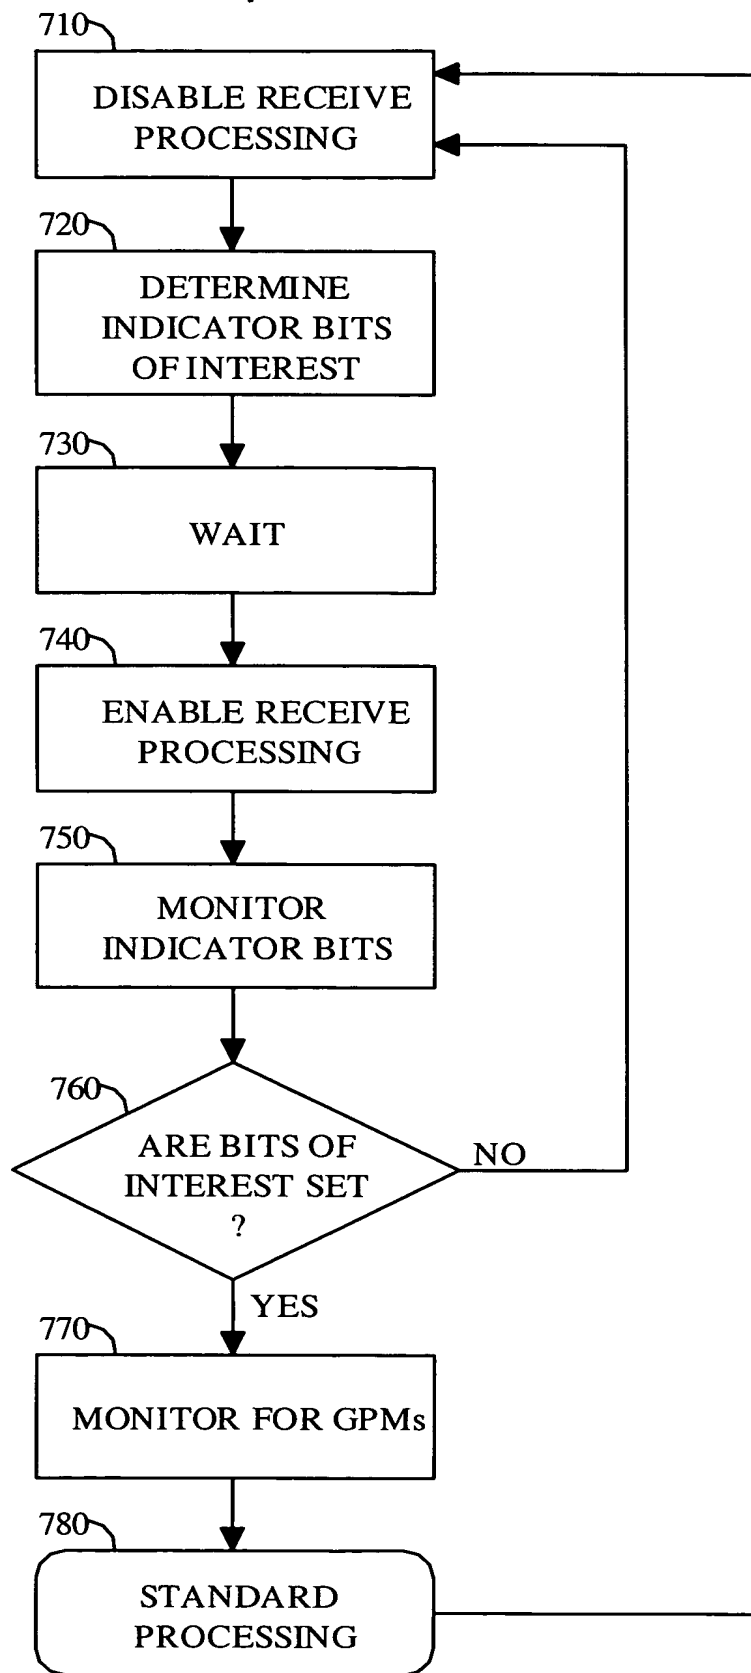 710
DISABLE RECEIVE
PROCESSING
720
DETERMINE
INDICATOR BITS
OF INTEREST
730
WAIT
740
ENABLE RECEIVE
PROCESSING
750
MONITOR
INDICATOR BITS
760
ARE BITS OF
INTEREST SET
?
NO
YES
770
MONITOR FOR GPMs
780
STANDARD
PROCESSING